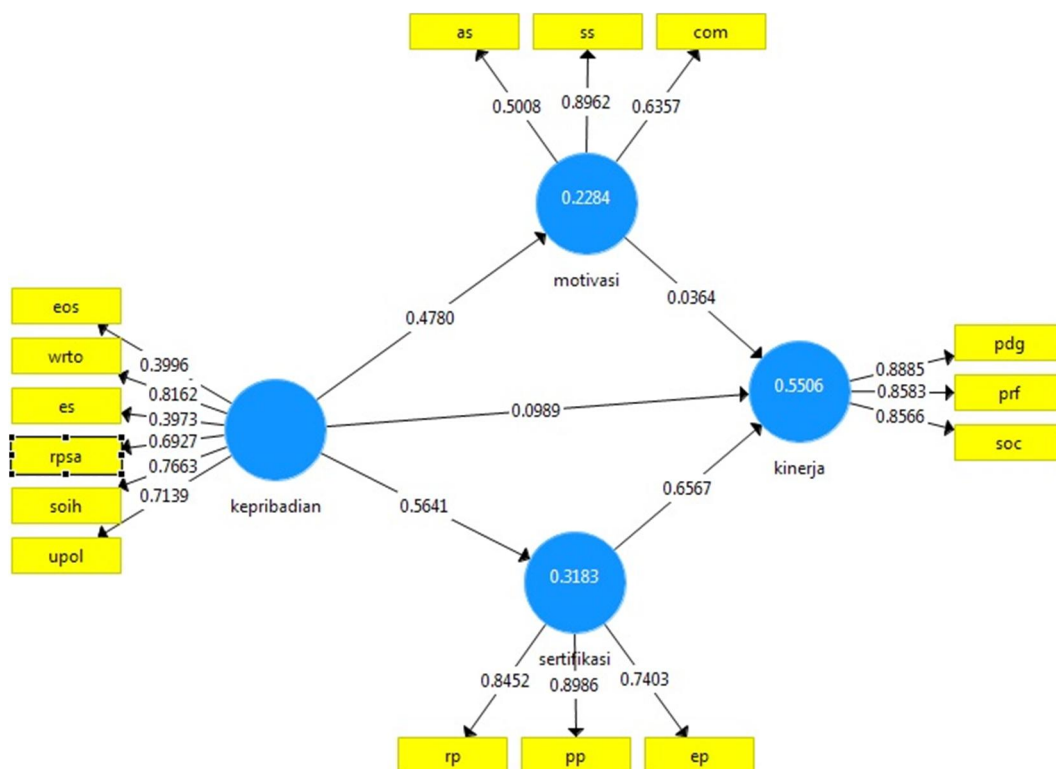 as
ss
com
0.5008
0.8962
0.6357
0.2284
motivasi
eos
wrto
es
rpsa
soih
upol
0.3996
0.8162
0.3973
0.6927
0.7663
0.7139
kepribadian
0.4780
0.0364
0.0989
0.5641
0.6567
0.5506
kinerja
0.8885
0.8583
0.8566
pdg
prf
soc
0.3183
sertifikasi
0.8452
0.8986
0.7403
rp
pp
ep